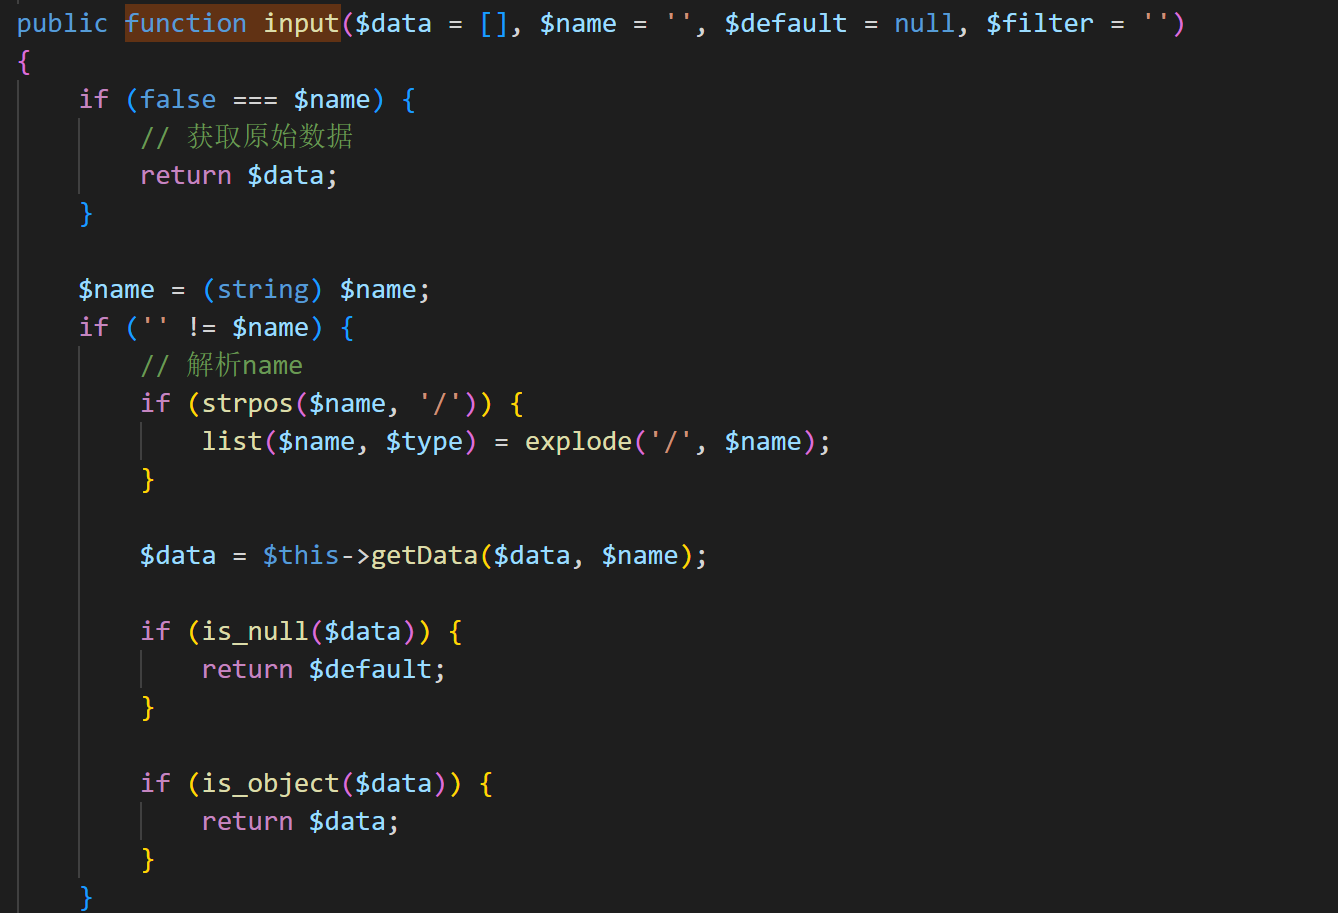 public function input($data = [], $name = '', $default = null, $filter = '')
{
    if (false === $name) {
        // 获取原始数据
        return $data;
    }

    $name = (string) $name;
    if ('' != $name) {
        // 解析name
        if (strpos($name, '/')) {
            list($name, $type) = explode('/', $name);
        }

        $data = $this->getData($data, $name);

        if (is_null($data)) {
            return $default;
        }

        if (is_object($data)) {
            return $data;
        }
    }